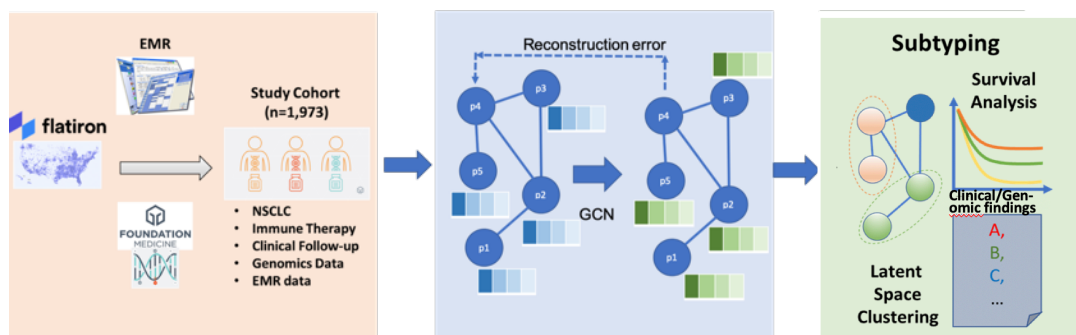 EMR
flatiron
FOUNDATION
MEDICINE
Study Cohort
(n=1,973)
• NSCLC
• Immune Therapy
• Clinical Follow-up
• Genomics Data
• EMR data
Reconstruction error
p4
p3
p5
p2
p1
GCN
p4
p3
p5
p2
p1
Subtyping
Survival
Analysis
Clinical/Gen-
omic findings
A,
B,
C,
...
Latent
Space
Clustering